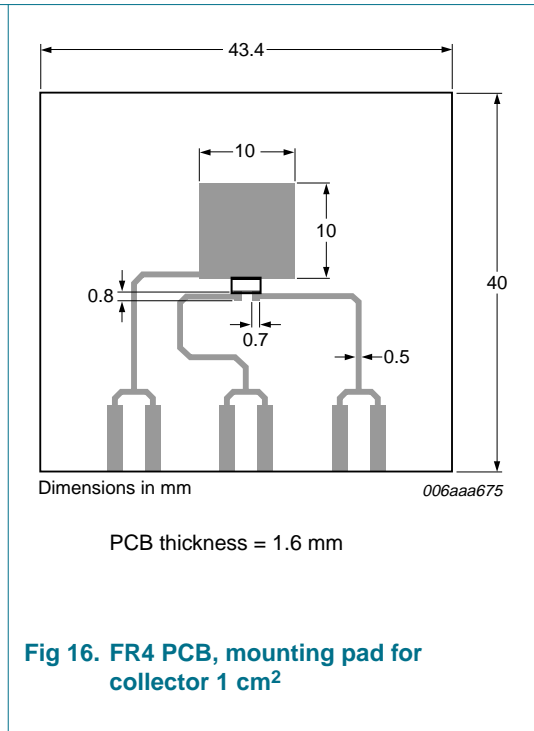 43.4
10
10
40
0.8
0.7
0.5
Dimensions in mm
006aaa675
PCB thickness = 1.6 mm
Fig 16. FR4 PCB, mounting pad for
collector 1 cm²